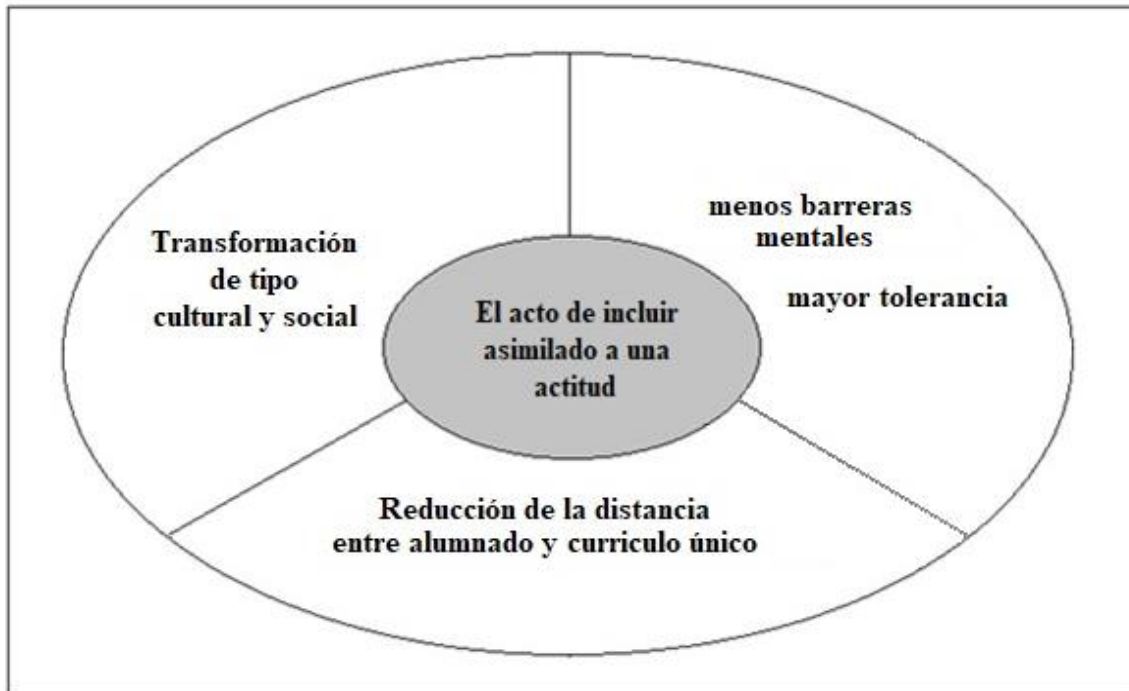 Transformación
de tipo
cultural y social
menos barreras
mentales
mayor tolerancia
El acto de incluir
asimilado a una
actitud
Reducción de la distancia
entre alumnado y curriculo único